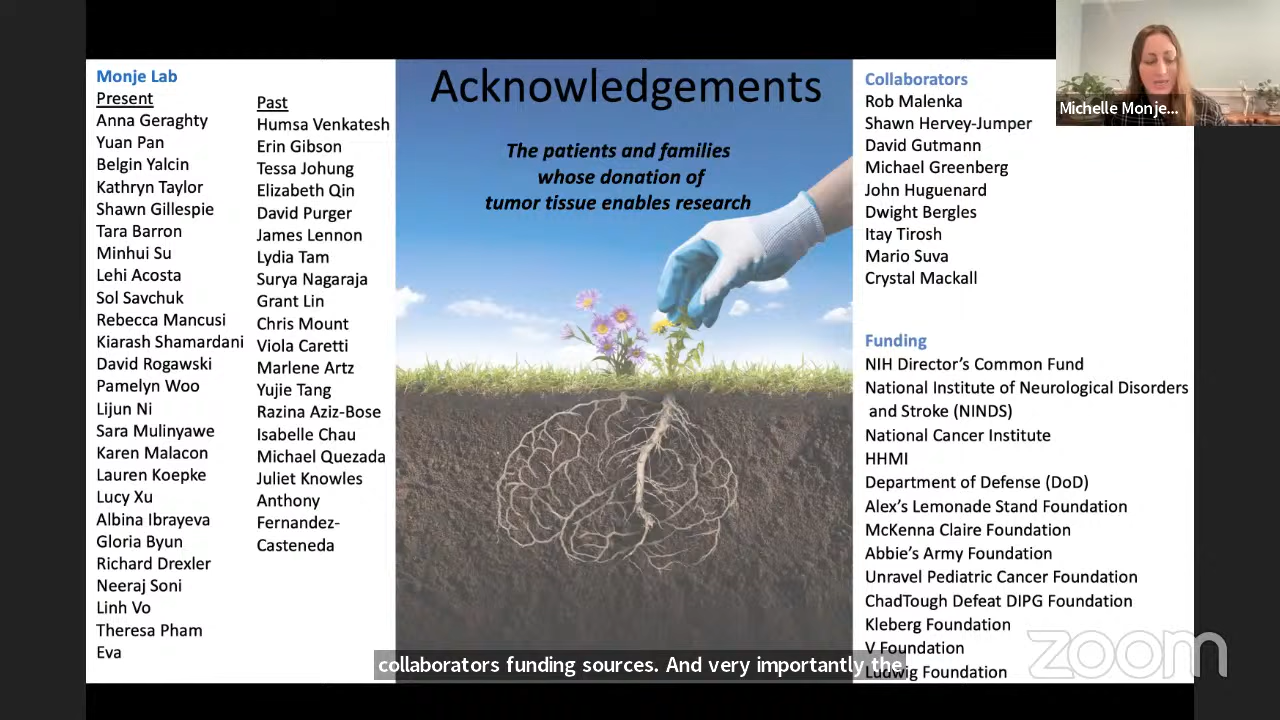 Monje Lab
Present
Anna Geraghty
Yuan Pan
Belgin Yalcin
Kathryn Taylor
Shawn Gillespie
Tara Barron
Minhui Su
Lehi Acosta
Sol Savchuk
Rebecca Mancusi
Kiarash Shamardani
David Rogawski
Pamelyn Woo
Lijun Ni
Sara Mulinyawe
Karen Malacon
Lauren Koepke
Lucy Xu
Albina Ibrayeva
Gloria Byun
Richard Drexler
Neeraj Soni
Linh Vo
Theresa Pham
Eva
Past
Humsa Venkatesh
Erin Gibson
Tessa Johung
Elizabeth Qin
David Purger
James Lennon
Lydia Tam
Surya Nagaraja
Grant Lin
Chris Mount
Viola Caretti
Marlene Artz
Yujie Tang
Razina Aziz-Bose
Isabelle Chau
Michael Quezada
Juliet Knowles
Anthony
Fernandez-
Casteneda
Acknowledgements
The patients and families
whose donation of
tumor tissue enables research
Collaborators
Rob Malenka
Shawn Hervey-Jumper
David Gutmann
Michael Greenberg
John Huguenard
Dwight Bergles
Itay Tirosh
Mario Suva
Crystal Mackall
Funding
NIH Director's Common Fund
National Institute of Neurological Disorders
and Stroke (NINDS)
National Cancer Institute
HHMI
Department of Defense (DoD)
Alex's Lemonade Stand Foundation
McKenna Claire Foundation
Abbie's Army Foundation
Unravel Pediatric Cancer Foundation
ChadTough Defeat DIPG Foundation
Kleberg Foundation
V Foundation
Ludwig Foundation
Michelle Monje...
collaborators funding sources. And very importantly the
zoom